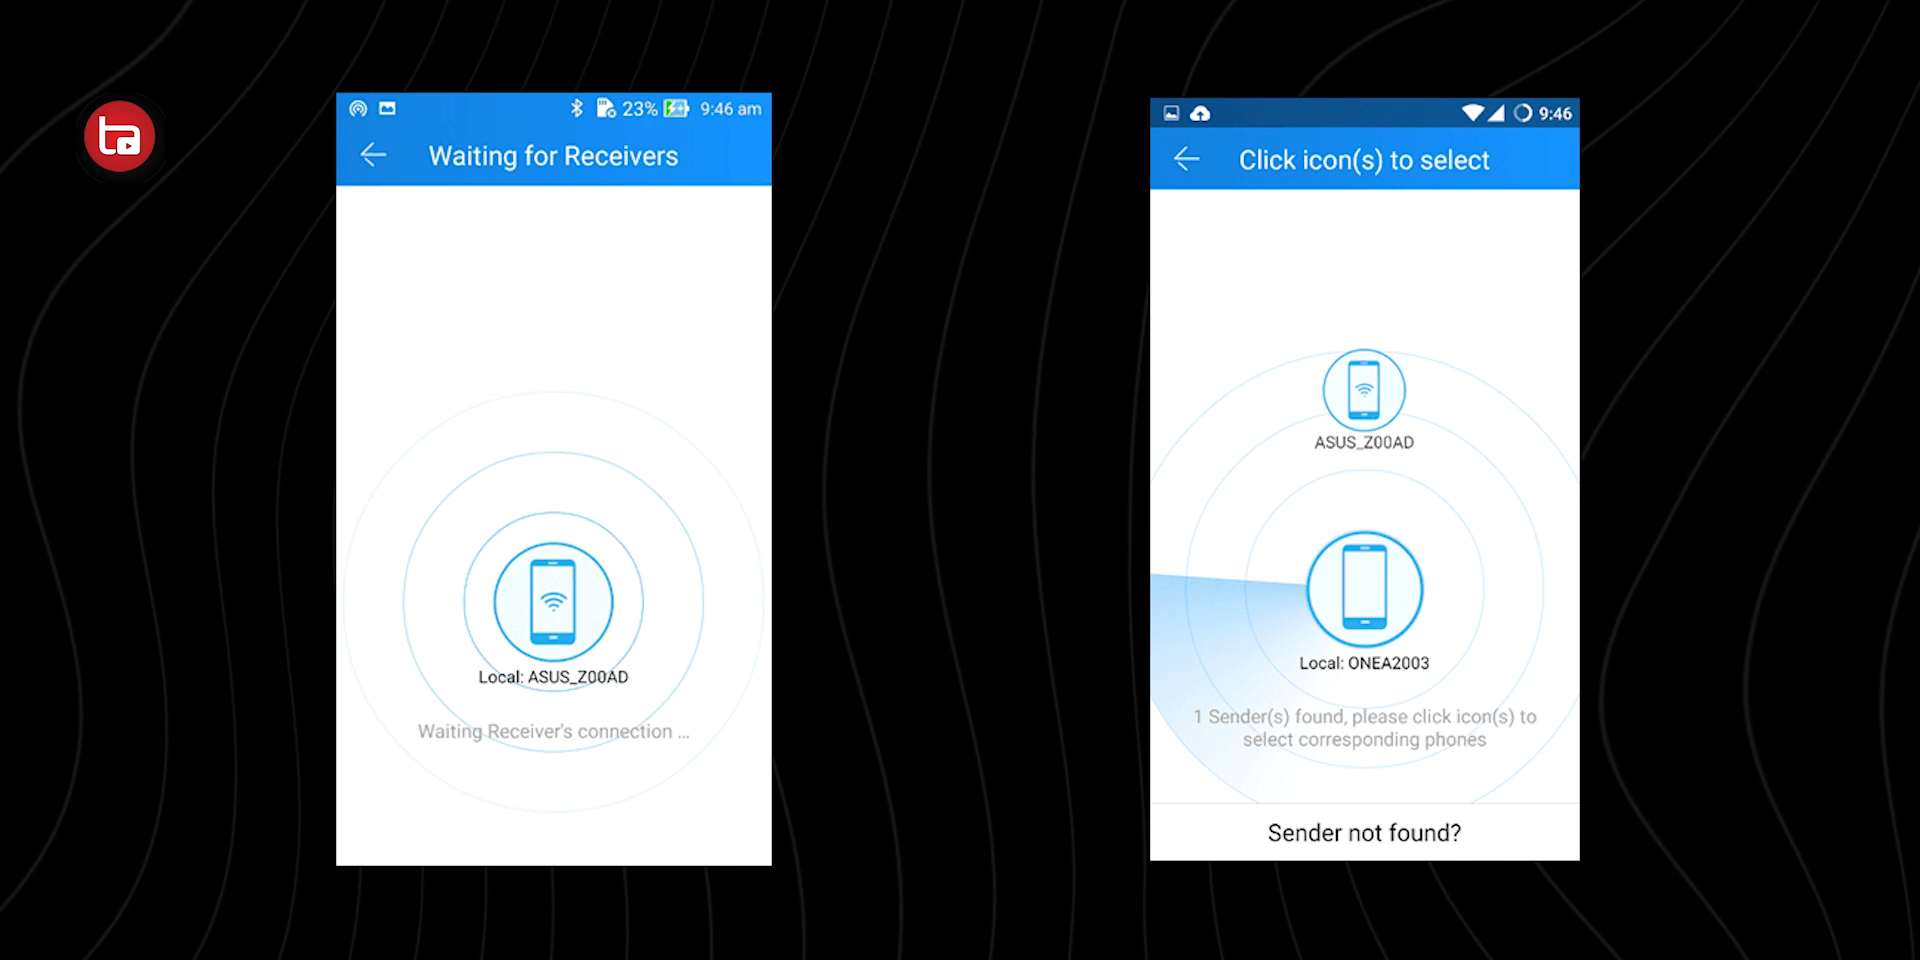 ta
23% 9:46 am
Waiting for Receivers
Local: ASUS_Z00AD
Waiting Receiver's connection ...
9:46
Click icon(s) to select
ASUS_Z00AD
Local: ONEA2003
1 Sender(s) found, please click icon(s) to
select corresponding phones
Sender not found?